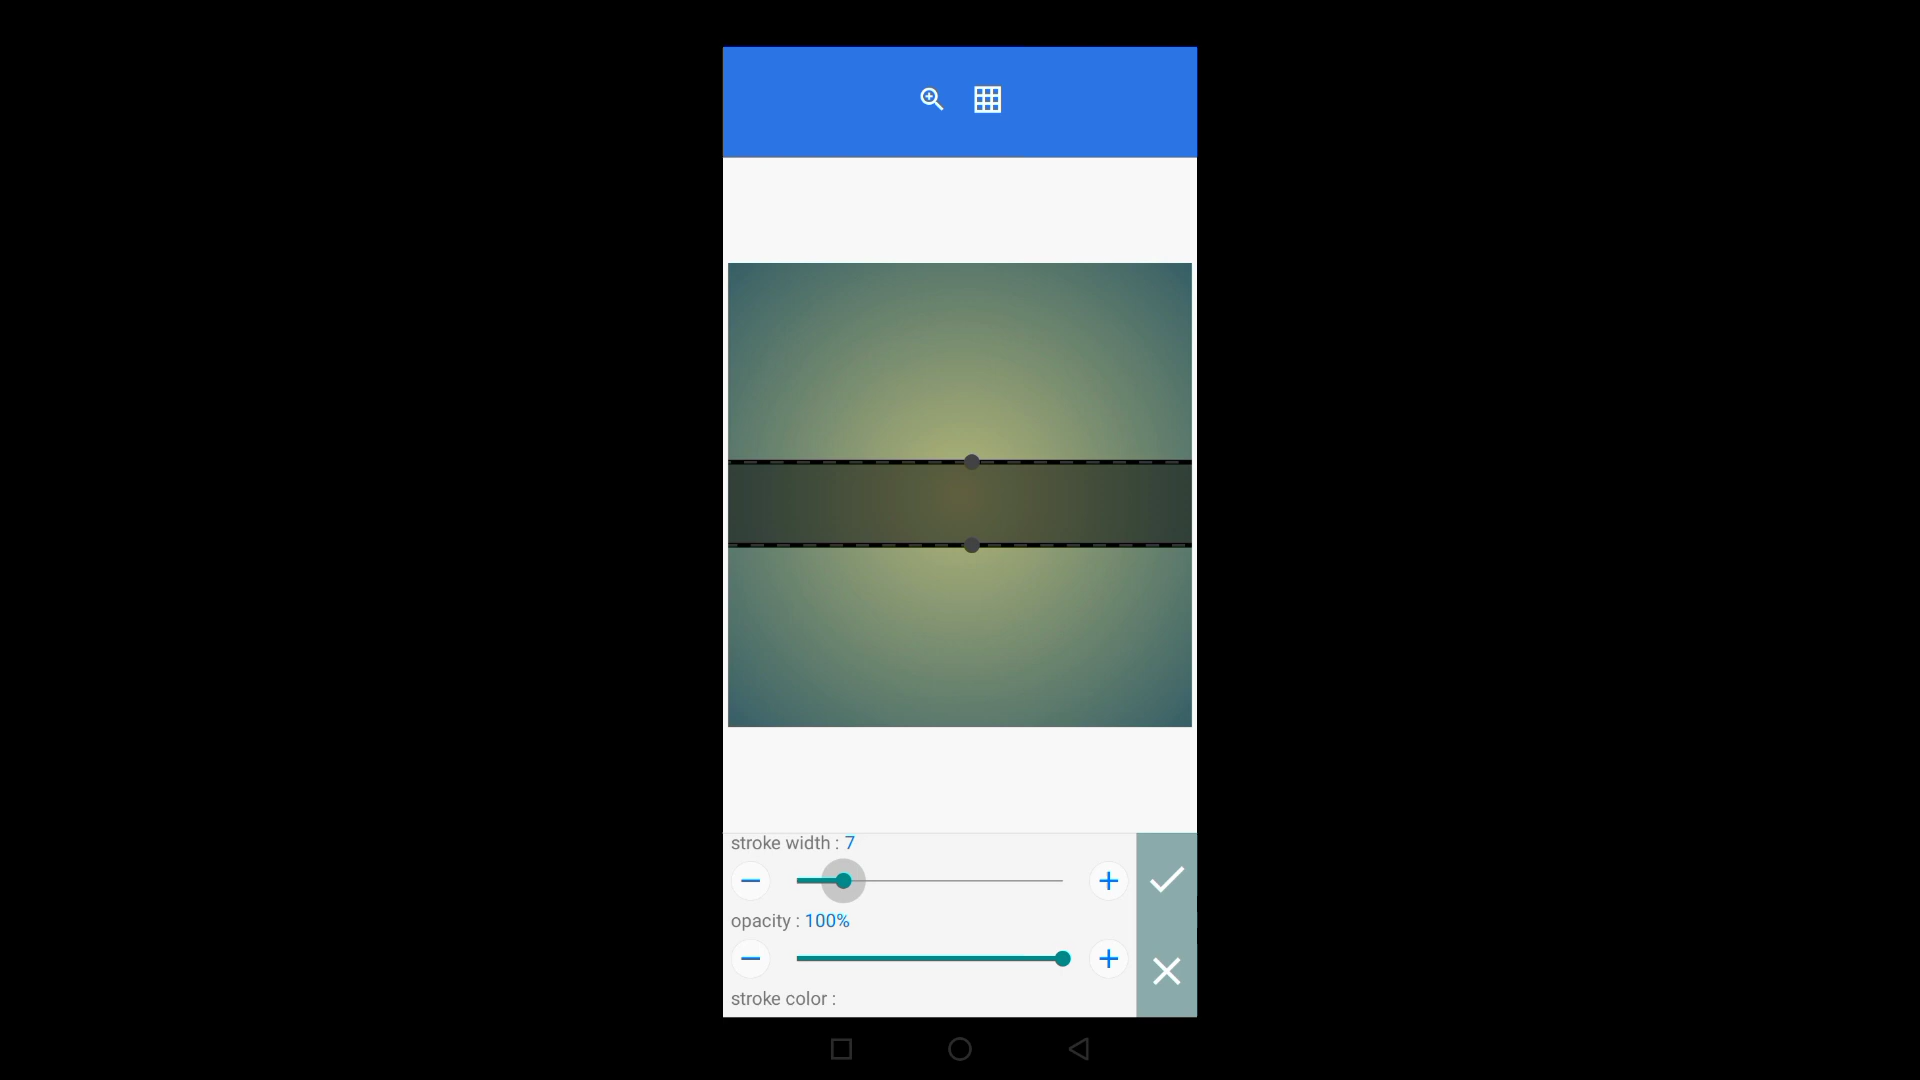 stroke width : 7
opacity : 100%
stroke color :